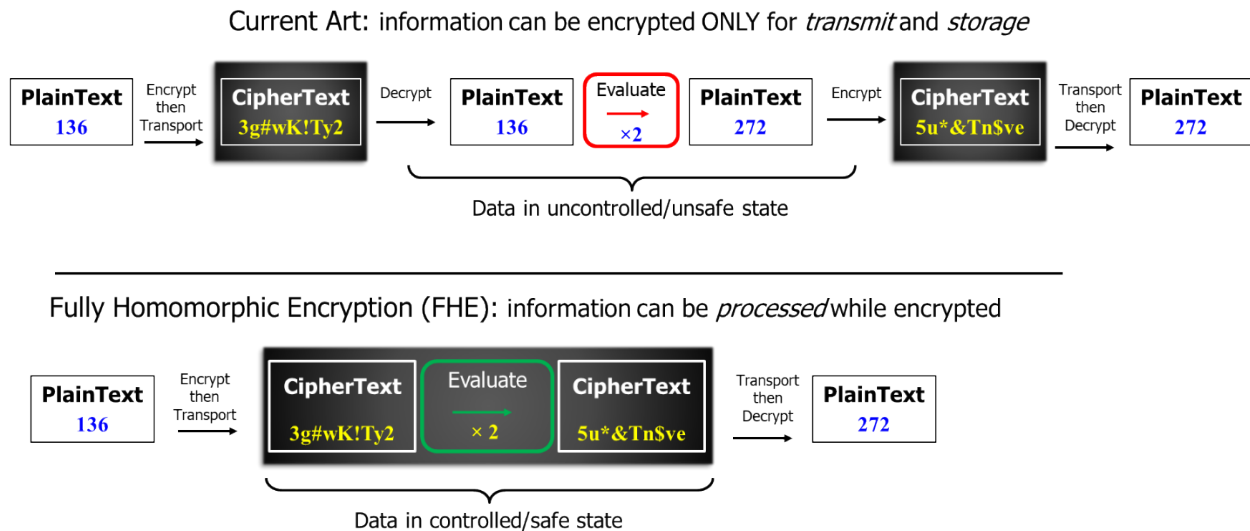 Current Art: information can be encrypted ONLY for transmit and storage
PlainText
136
Encrypt
then
Transport
CipherText
3g#wK!Ty2
Decrypt
PlainText
136
Evaluate
×2
PlainText
272
Encrypt
CipherText
5u*&Tn$ve
Transport
then
Decrypt
PlainText
272
Data in uncontrolled/unsafe state
Fully Homomorphic Encryption (FHE): information can be processed while encrypted
PlainText
136
Encrypt
then
Transport
CipherText
3g#wK!Ty2
Evaluate
× 2
CipherText
5u*&Tn$ve
Transport
then
Decrypt
PlainText
272
Data in controlled/safe state